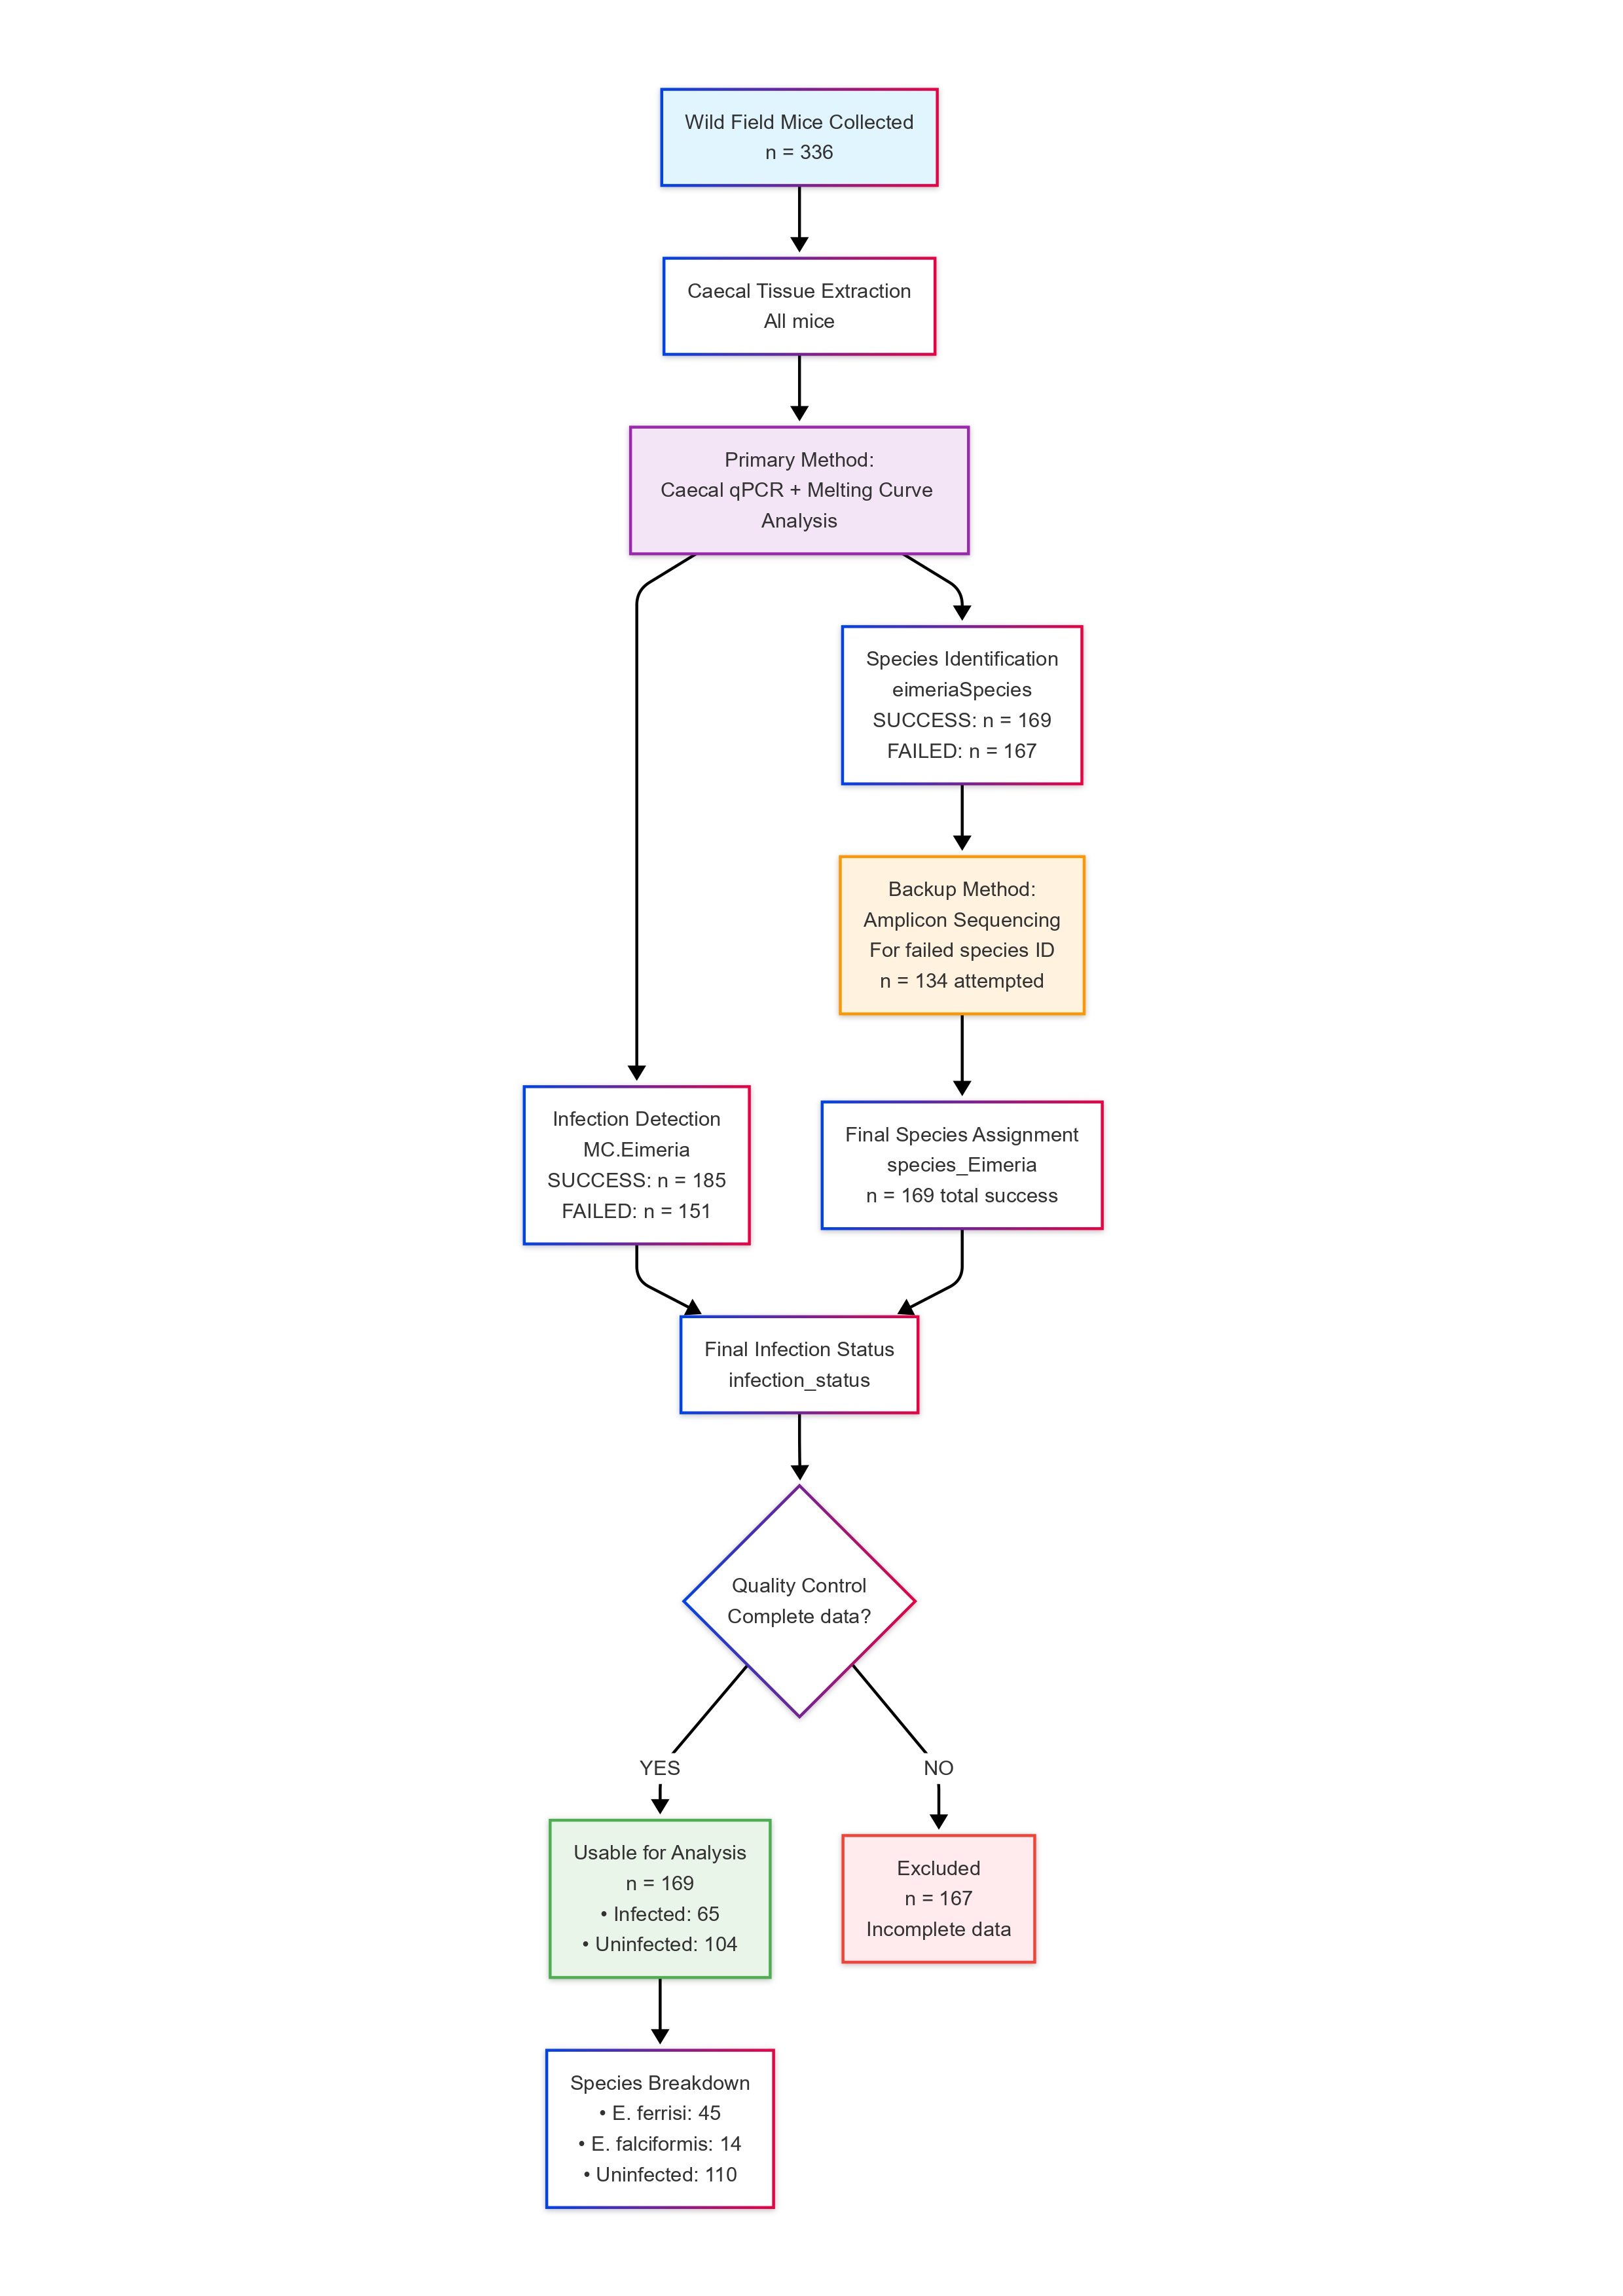 Wild Field Mice Collected
n = 336
Caecal Tissue Extraction
All mice
Primary Method:
Caecal qPCR + Melting Curve
Analysis
Species Identification
eimeriaSpecies
SUCCESS: n = 169
FAILED: n = 167
Backup Method:
Amplicon Sequencing
For failed species ID
n = 134 attempted
Infection Detection
MC.Eimeria
SUCCESS: n = 185
FAILED: n = 151
Final Species Assignment
species_Eimeria
n = 169 total success
Final Infection Status
infection_status
Quality Control
Complete data?
YES
NO
Usable for Analysis
n = 169
• Infected: 65
• Uninfected: 104
Excluded
n = 167
Incomplete data
Species Breakdown
• E. ferrisi: 45
• E. falciformis: 14
• Uninfected: 110